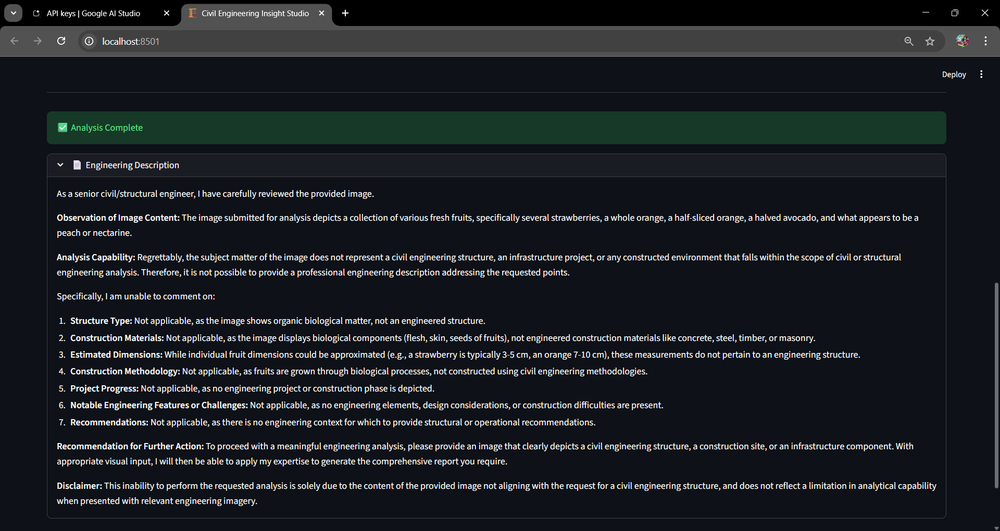 API keys | Google AI Studio
Civil Engineering Insight Studio
localhost:8501
Deploy
Analysis Complete
Engineering Description
As a senior civil/structural engineer, I have carefully reviewed the provided image.
Observation of Image Content: The image submitted for analysis depicts a collection of various fresh fruits, specifically several strawberries, a whole orange, a half-sliced orange, a halved avocado, and what appears to be a
peach or nectarine.
Analysis Capability: Regrettably, the subject matter of the image does not represent a civil engineering structure, an infrastructure project, or any constructed environment that falls within the scope of civil or structural
engineering analysis. Therefore, it is not possible to provide a professional engineering description addressing the requested points.
Specifically, I am unable to comment on:
1. Structure Type: Not applicable, as the image shows organic biological matter, not an engineered structure.
2. Construction Materials: Not applicable, as the image displays biological components (flesh, skin, seeds of fruits), not engineered construction materials like concrete, steel, timber, or masonry.
3. Estimated Dimensions: While individual fruit dimensions could be approximated (e.g., a strawberry is typically 3-5 cm, an orange 7-10 cm), these measurements do not pertain to an engineering structure.
4. Construction Methodology: Not applicable, as fruits are grown through biological processes, not constructed using civil engineering methodologies.
5. Project Progress: Not applicable, as no engineering project or construction phase is depicted.
6. Notable Engineering Features or Challenges: Not applicable, as no engineering elements, design considerations, or construction difficulties are present.
7. Recommendations: Not applicable, as there is no engineering context for which to provide structural or operational recommendations.
Recommendation for Further Action: To proceed with a meaningful engineering analysis, please provide an image that clearly depicts a civil engineering structure, a construction site, or an infrastructure component. With
appropriate visual input, I will then be able to apply my expertise to generate the comprehensive report you require.
Disclaimer: This inability to perform the requested analysis is solely due to the content of the provided image not aligning with the request for a civil engineering structure, and does not reflect a limitation in analytical capability
when presented with relevant engineering imagery.